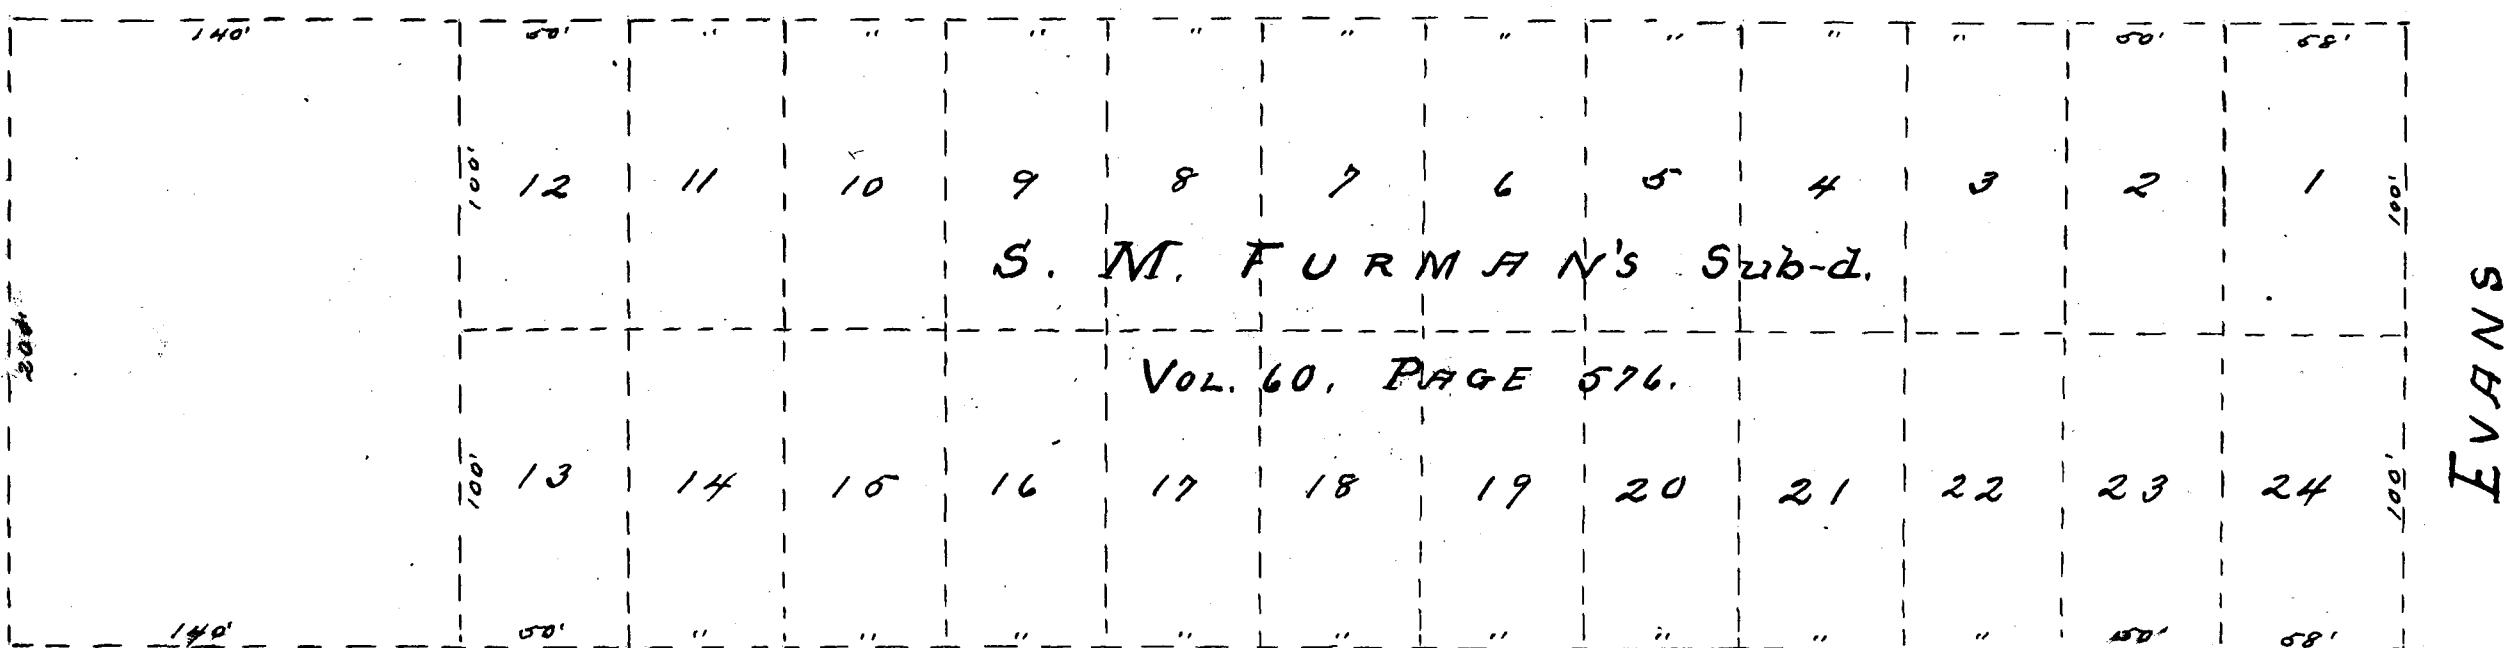 140' 50' " " " " " " " " " 50' 58'
100' 12 11 10 9 8 7 6 5 4 3 2 1 100'
S. M. FURMAN'S Sub-d.
EVANS
VOL. 60, PAGE 576.
100' 13 14 15 16 17 18 19 20 21 22 23 24 100'
140' 50' " " " " " " " " " 50' 58'